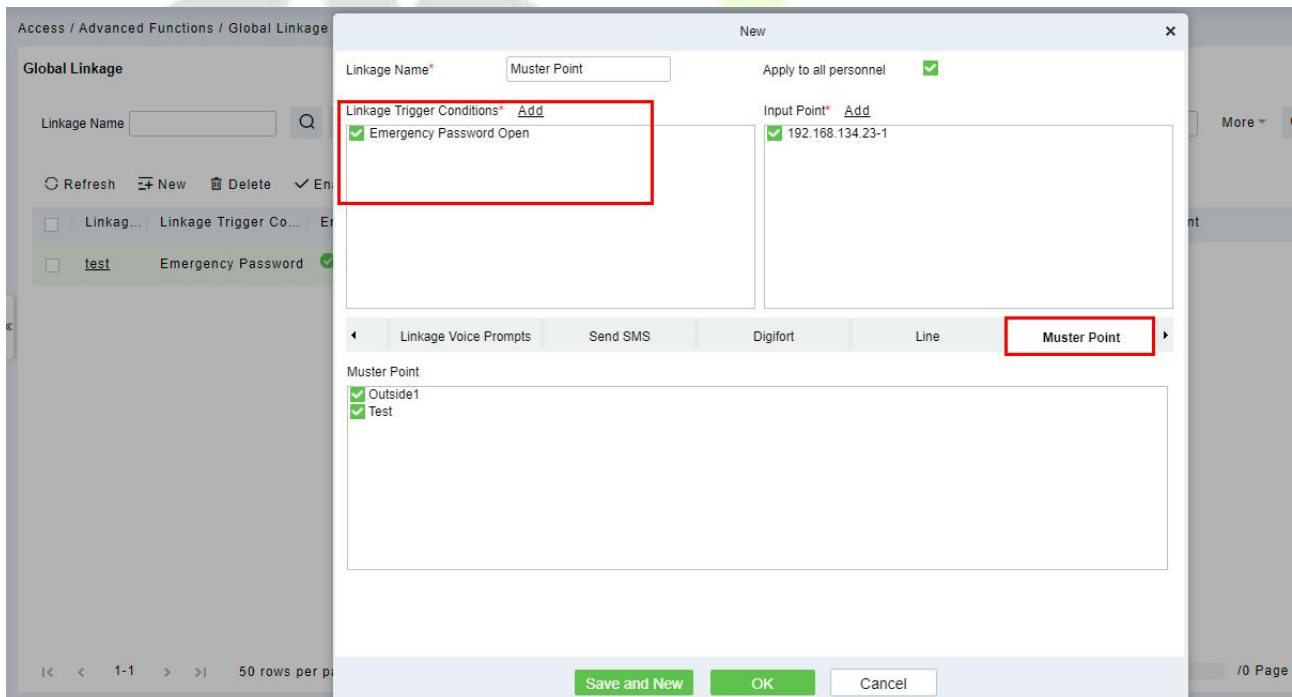 Access / Advanced Functions / Global Linkage
New
Global Linkage
Linkage Name* Muster Point Apply to all personnel
Linkage Trigger Conditions* Add Input Point* Add
Linkage Name More
Emergency Password Open 192.168.134.23-1
Refresh New Delete En
Linkag... Linkage Trigger Co... Er nt
test Emergency Password
Linkage Voice Prompts Send SMS Digifort Line Muster Point
Muster Point
Outside1
Test
1-1 50 rows per pa /0 Page
Save and New OK Cancel